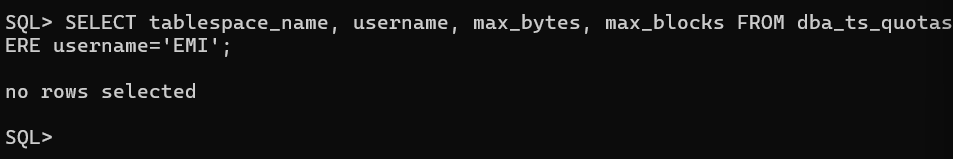 SQL> SELECT tablespace_name, username, max_bytes, max_blocks FROM dba_ts_quotas
ERE username='EMI';
no rows selected
SQL>